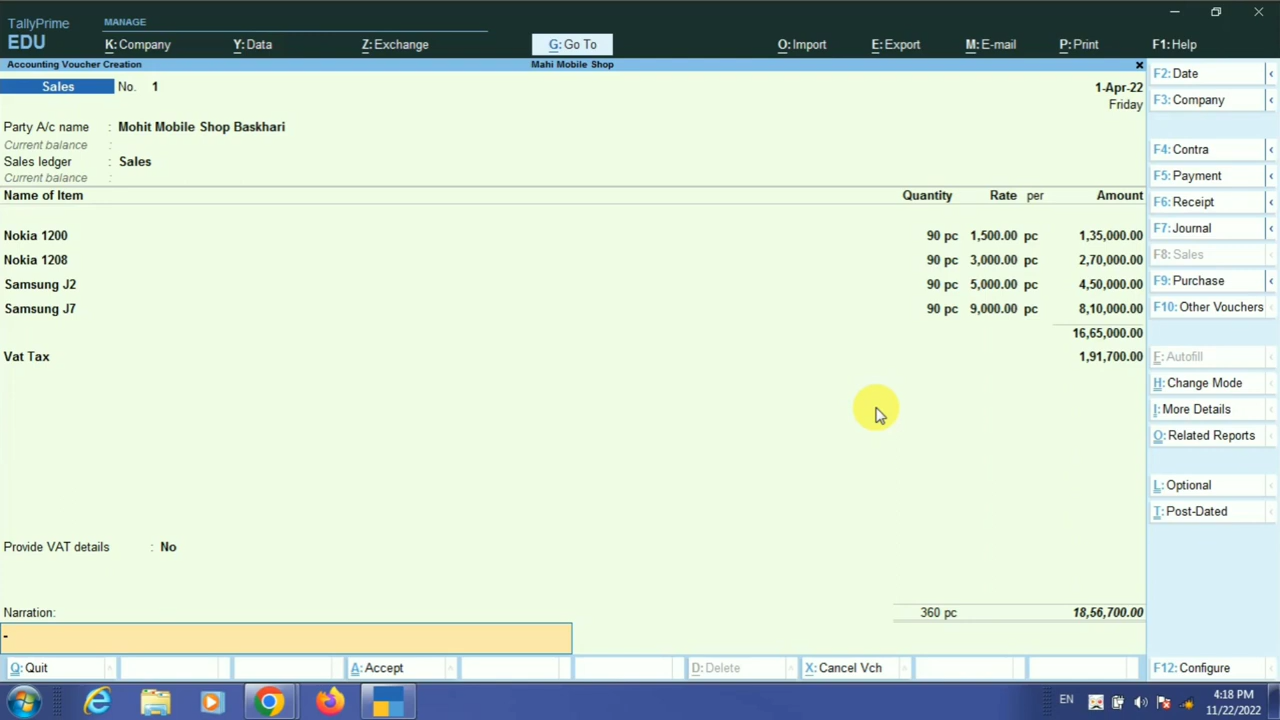 TallyPrime
EDU
MANAGE
K: Company
Y: Data
Z: Exchange
G: Go To
O: Import
E: Export
M: E-mail
P: Print
F1: Help
Accounting Voucher Creation
Mahi Mobile Shop
Sales No. 1
1-Apr-22
Friday
Party A/c name : Mohit Mobile Shop Baskhari
Current balance :
Sales ledger : Sales
Current balance :
Name of Item Quantity Rate per Amount
Nokia 1200 90 pc 1,500.00 pc 1,35,000.00
Nokia 1208 90 pc 3,000.00 pc 2,70,000.00
Samsung J2 90 pc 5,000.00 pc 4,50,000.00
Samsung J7 90 pc 9,000.00 pc 8,10,000.00
16,65,000.00
Vat Tax 1,91,700.00
Provide VAT details : No
Narration:
360 pc 18,56,700.00
F2: Date
F3: Company
F4: Contra
F5: Payment
F6: Receipt
F7: Journal
F8: Sales
F9: Purchase
F10: Other Vouchers
F: Autofill
H: Change Mode
I: More Details
O: Related Reports
L: Optional
T: Post-Dated
Q: Quit
A: Accept
D: Delete
X: Cancel Vch
F12: Configure
EN
4:18 PM
11/22/2022